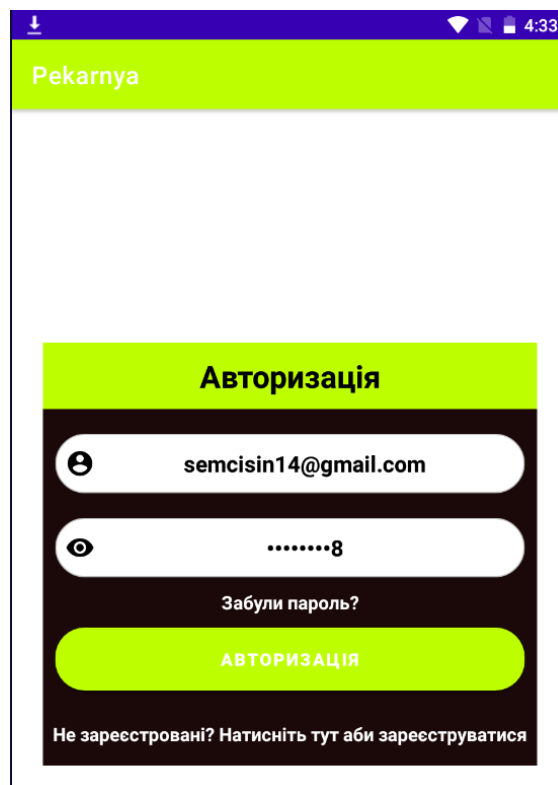 4:33
Pekarnya
Авторизація
semcisin14@gmail.com
••••••••8
Забули пароль?
АВТОРИЗАЦІЯ
Не зареєстровані? Натисніть тут аби зареєструватися